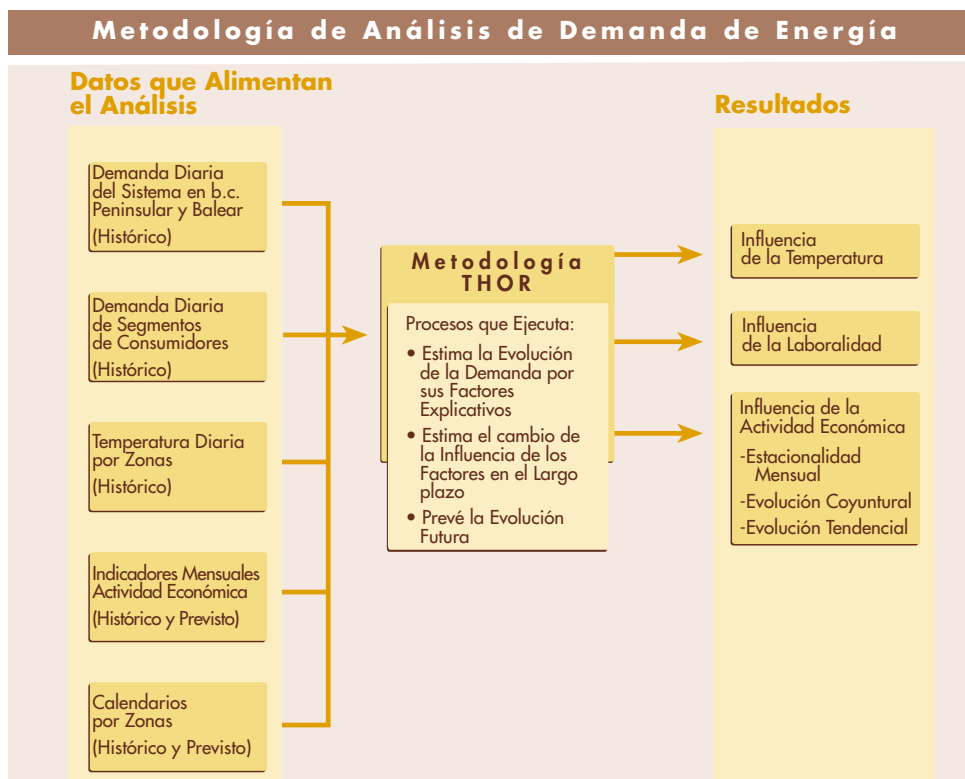 Metodología de Análisis de Demanda de Energía
Datos que Alimentan
el Análisis
Demanda Diaria
del Sistema en b.c.
Peninsular y Balear
(Histórico)
Demanda Diaria
de Segmentos
de Consumidores
(Histórico)
Temperatura Diaria
por Zonas
(Histórico)
Indicadores Mensuales
Actividad Económica
(Histórico y Previsto)
Calendarios
por Zonas
(Histórico y Previsto)
Metodología
THOR
Procesos que Ejecuta:
• Estima la Evolución
de la Demanda por
sus Factores
Explicativos
• Estima el cambio de
la Influencia de los
Factores en el Largo
plazo
• Prevé la Evolución
Futura
Resultados
Influencia
de la Temperatura
Influencia
de la Laboralidad
Influencia de la
Actividad Económica
-Estacionalidad
Mensual
-Evolución Coyuntural
-Evolución Tendencial